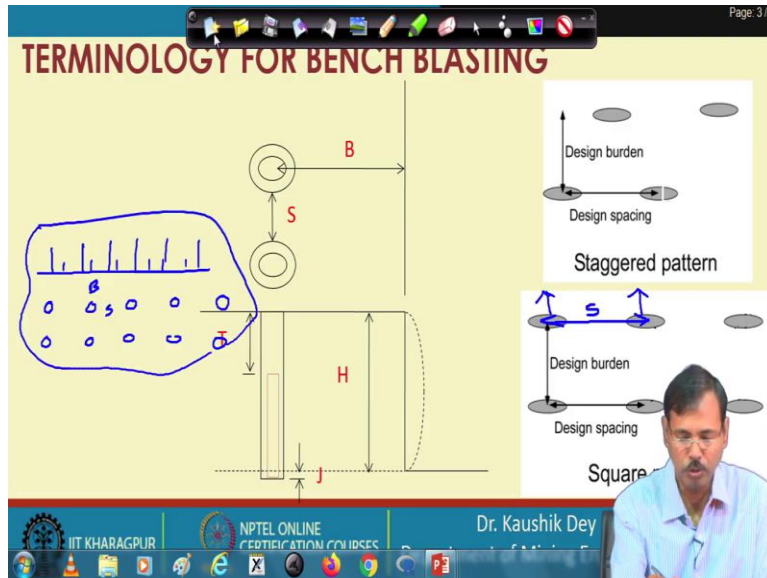 Page: 3/
TERMINOLOGY FOR BENCH BLASTING
B
S
T
H
J
B
S
Design burden
Design spacing
Staggered pattern
S
Design burden
Design spacing
Square
IIT KHARAGPUR
NPTEL ONLINE
CERTIFICATION COURSES
Dr. Kaushik Dey